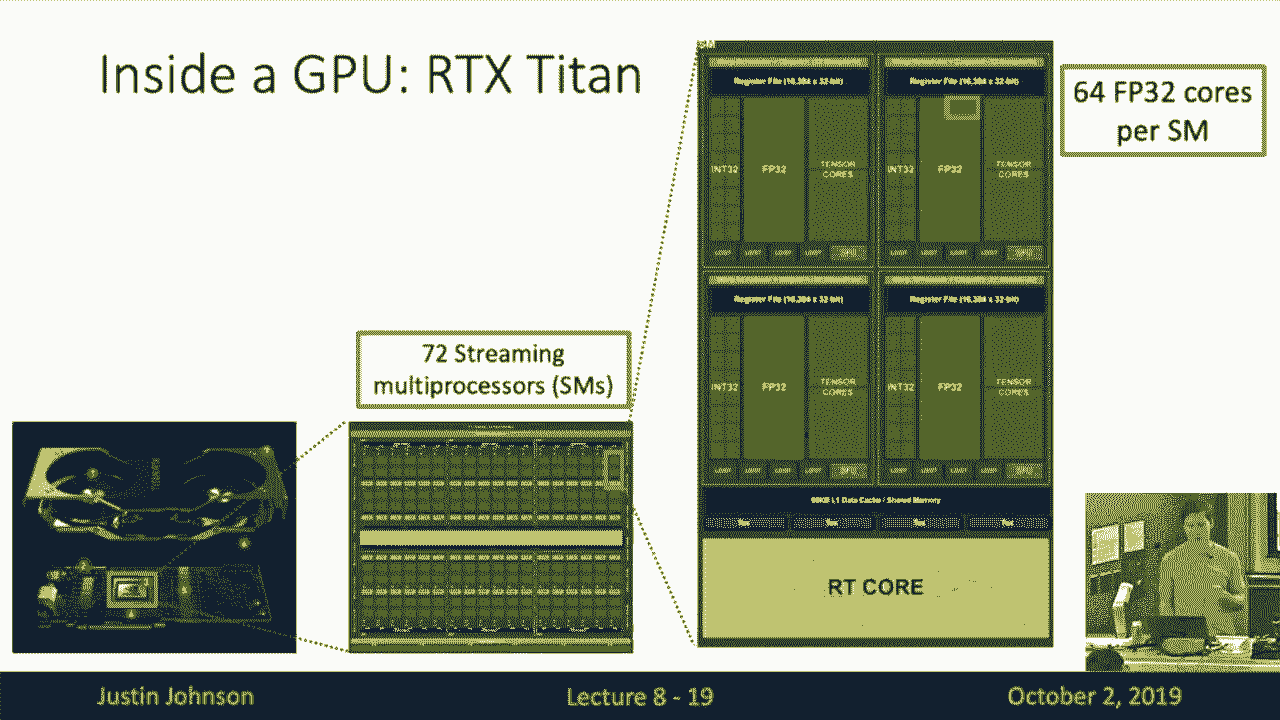 Inside a GPU: RTX Titan
64 FP32 cores
per SM
72 Streaming
multiprocessors (SMs)
SM
Register File (16,384 x 32-bit)
Register File (16,384 x 32-bit)
INT32
FP32
TENSOR
CORES
INT32
FP32
TENSOR
CORES
Register File (16,384 x 32-bit)
Register File (16,384 x 32-bit)
INT32
FP32
TENSOR
CORES
INT32
FP32
TENSOR
CORES
96KB L1 Data Cache / Shared Memory
Tex
Tex
Tex
Tex
RT CORE
Justin Johnson
Lecture 8 - 19
October 2, 2019